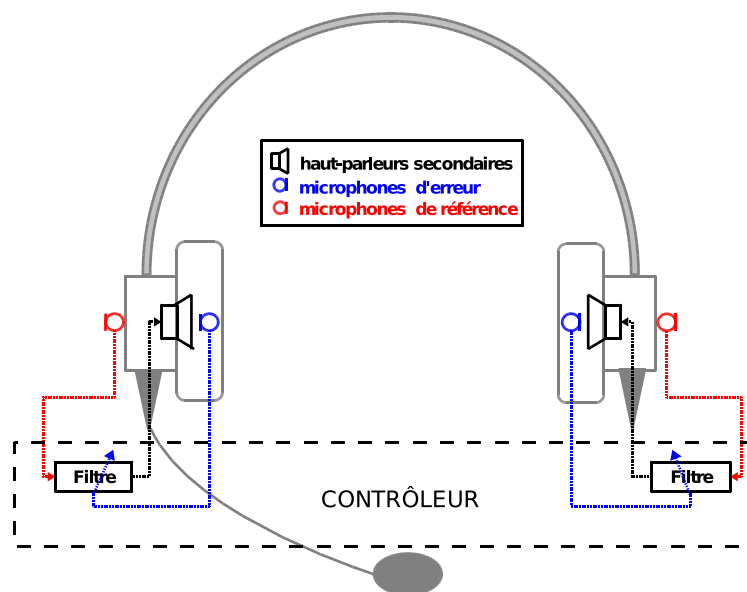 haut-parleurs secondaires
microphones d'erreur
microphones de référence
Filtre
Filtre
CONTRÔLEUR